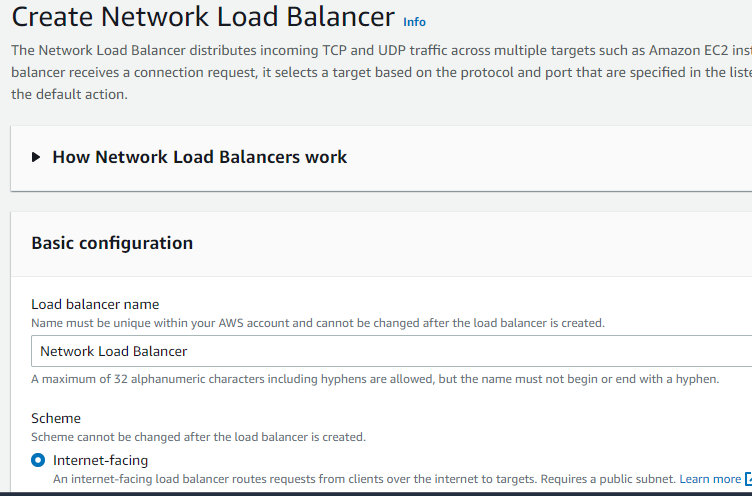 Create Network Load Balancer Info
The Network Load Balancer distributes incoming TCP and UDP traffic across multiple targets such as Amazon EC2
balancer receives a connection request, it selects a target based on the protocol and port that are specified in the
the default action.
How Network Load Balancers work
Basic configuration
Load balancer name
Name must be unique within your AWS account and cannot be changed after the load balancer is created.
Network Load Balancer
A maximum of 32 alphanumeric characters including hyphens are allowed, but the name must not begin or end with a hyphen.
Scheme
Scheme cannot be changed after the load balancer is created.
Internet-facing
An internet-facing load balancer routes requests from clients over the internet to targets. Requires a public subnet. Learn more